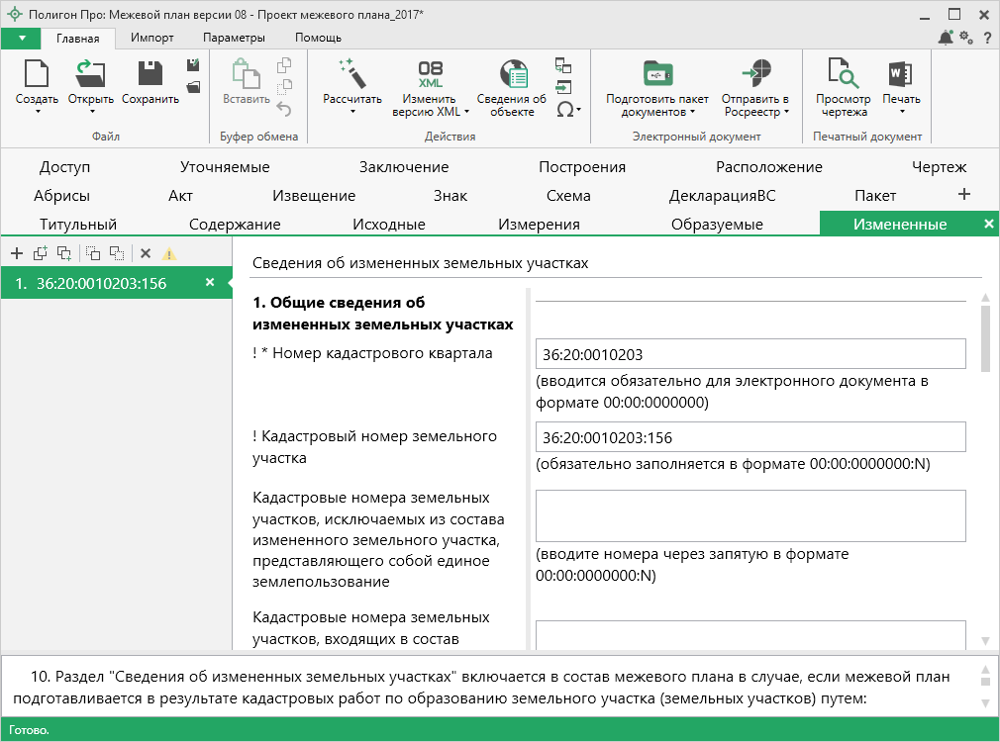 Полигон Про: Межевой план версии 08 - Проект межевого плана_2017*
Главная Импорт Параметры Помощь
?
Создать Открыть Сохранить
Файл
Вставить
Буфер обмена
Рассчитать
08 XML
Изменить версию XML
Сведения об объекте
Ω
Действия
Подготовить пакет документов
Отправить в Росреестр
Электронный документ
Просмотр чертежа
W
Печать
Печатный документ
Доступ Уточняемые Заключение Построения Расположение Чертеж
Абрисы Акт Извещение Знак Схема ДекларацияВС Пакет
Титульный Содержание Исходные Измерения Образуемые Измененные
1. 36:20:0010203:156
Сведения об измененных земельных участках
1. Общие сведения об
измененных земельных участках
! * Номер кадастрового квартала
36:20:0010203
(вводится обязательно для электронного документа в
формате 00:00:0000000)
! Кадастровый номер земельного
участка
36:20:0010203:156
(обязательно заполняется в формате 00:00:0000000:N)
Кадастровые номера земельных
участков, исключаемых из состава
измененного земельного участка,
представляющего собой единое
землепользование
(вводите номера через запятую в формате
00:00:0000000:N)
Кадастровые номера земельных
участков, входящих в состав
10. Раздел "Сведения об измененных земельных участках" включается в состав межевого плана в случае, если межевой план
подготавливается в результате кадастровых работ по образованию земельного участка (земельных участков) путем:
Готово.